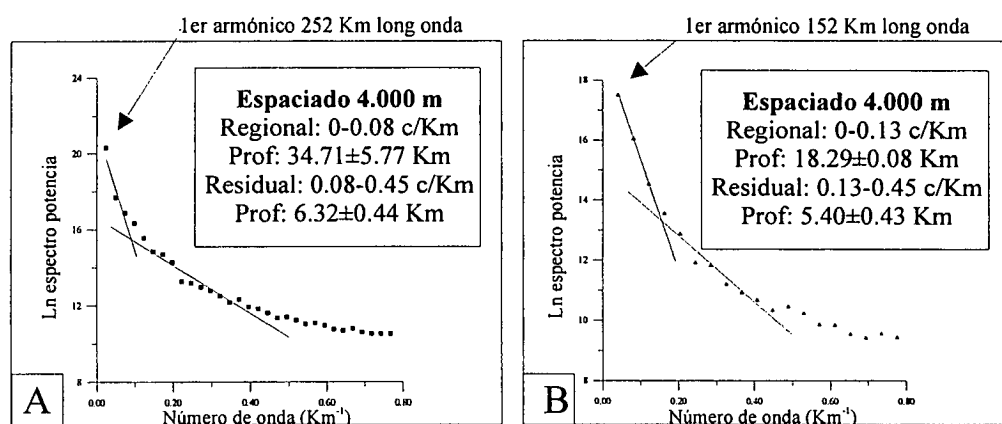 1er armónico 252 Km long onda
24
20
16
12
8
Ln espectro potencia
Espaciado 4.000 m
Regional: 0-0.08 c/Km
Prof: 34.71±5.77 Km
Residual: 0.08-0.45 c/Km
Prof: 6.32±0.44 Km
0.00 0.20 0.40 0.60 0.80
Número de onda (Km⁻¹)
A
1er armónico 152 Km long onda
18
16
14
12
10
8
Ln espectro potencia
Espaciado 4.000 m
Regional: 0-0.13 c/Km
Prof: 18.29±0.08 Km
Residual: 0.13-0.45 c/Km
Prof: 5.40±0.43 Km
0.00 0.20 0.40 0.60 0.80
Número de onda (Km⁻¹)
B